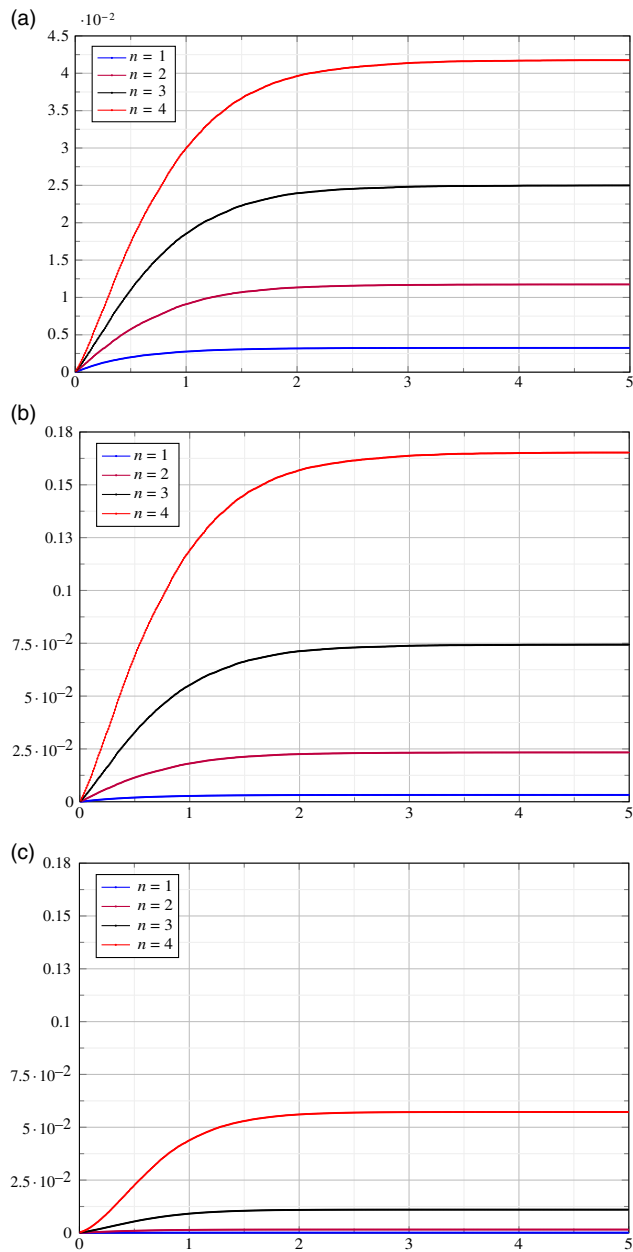 (a)
·10−2
4.5
4
3.5
3
2.5
2
1.5
1
0.5
0
n = 1
n = 2
n = 3
n = 4
0 1 2 3 4 5
(b)
0.18
0.15
0.13
0.1
7.5·10−2
5·10−2
2.5·10−2
0
n = 1
n = 2
n = 3
n = 4
0 1 2 3 4 5
(c)
0.18
0.15
0.13
0.1
7.5·10−2
5·10−2
2.5·10−2
0
n = 1
n = 2
n = 3
n = 4
0 1 2 3 4 5